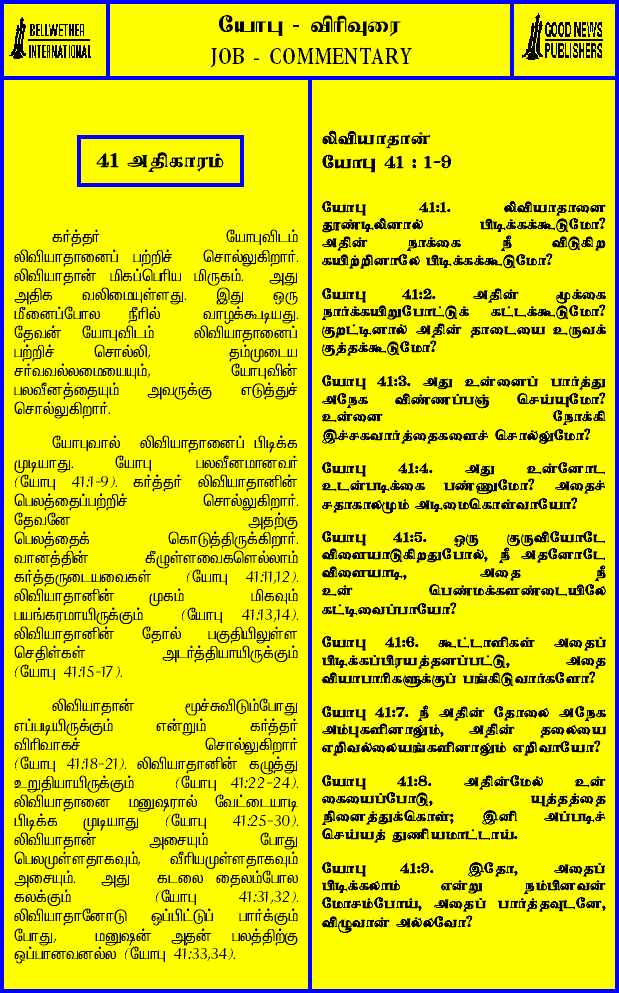 BELLWETHER
INTERNATIONAL
யோபு - விரிவுரை
JOB - COMMENTARY
GOOD NEWS
PUBLISHERS
41 அதிகாரம்
கர்த்தர் யோபுவிடம்
லிவியாதானைப் பற்றிச் சொல்லுகிறார்.
லிவியாதான் மிகப்பெரிய மிருகம். அது
அதிக வலிமையுள்ளது. இது ஒரு
மீனைப்போல நீரில் வாழக்கூடியது.
தேவன் யோபுவிடம் லிவியாதானைப்
பற்றிச் சொல்லி, தம்முடைய
சர்வவல்லமையையும், யோபுவின்
பலவீனத்தையும் அவருக்கு எடுத்துச்
சொல்லுகிறார்.
யோபுவால் லிவியாதானைப் பிடிக்க
முடியாது. யோபு பலவீனமானவர்
(யோபு 41:1-9). கர்த்தர் லிவியாதானின்
பெலத்தைப்பற்றிச் சொல்லுகிறார்.
தேவனே அதற்கு
பெலத்தைக் கொடுத்திருக்கிறார்.
வானத்தின் கீழுள்ளவைகளெல்லாம்
கர்த்தருடையவைகள் (யோபு 41:11,12).
லிவியாதானின் முகம் மிகவும்
பயங்கரமாயிருக்கும் (யோபு 41:13,14).
லிவியாதானின் தோல் பகுதியிலுள்ள
செதிள்கள் அடர்த்தியாயிருக்கும்
(யோபு 41:15-17).
லிவியாதான் மூச்சுவிடும்போது
எப்படியிருக்கும் என்றும் கர்த்தர்
விரிவாகச் சொல்லுகிறார்
(யோபு 41:18-21). லிவியாதானின் கழுத்து
உறுதியாயிருக்கும் (யோபு 41:22-24).
லிவியாதானை மனுஷரால் வேட்டையாடி
பிடிக்க முடியாது (யோபு 41:25-30).
லிவியாதான் அசையும் போது
பெலமுள்ளதாகவும், வீரியமுள்ளதாகவும்
அசையும். அது கடலை தைலம்போல
கலக்கும் (யோபு 41:31,32).
லிவியாதானோடு ஒப்பிட்டுப் பார்க்கும்
போது, மனுஷன் அதன் பலத்திற்கு
ஒப்பானவனல்ல (யோபு 41:33,34).
லிவியாதான்
யோபு 41 : 1-9
யோபு 41:1. லிவியாதானை
தூண்டிலினால் பிடிக்கக்கூடுமோ?
அதின் நாக்கை நீ விடுகிற
கயிற்றினாலே பிடிக்கக்கூடுமோ?
யோபு 41:2. அதின் மூக்கை
நார்க்கயிறுபோட்டுக் கட்டக்கூடுமோ?
குறட்டினால் அதின் தாடையை உருவக்
குத்தக்கூடுமோ?
யோபு 41:3. அது உன்னைப் பார்த்து
அநேக விண்ணப்பஞ் செய்யுமோ?
உன்னை நோக்கி
இச்சகவார்த்தைகளைச் சொல்லுமோ?
யோபு 41:4. அது உன்னோட
உடன்படிக்கை பண்ணுமோ? அதைச்
சதாகாலமும் அடிமைகொள்வாயோ?
யோபு 41:5. ஒரு குருவியோடே
விளையாடுகிறதுபோல், நீ அதனோடே
விளையாடி, அதை நீ
உன் பெண்மக்களண்டையிலே
கட்டிவைப்பாயோ?
யோபு 41:6. கூட்டாளிகள் அதைப்
பிடிக்கப்பிரயத்தனப்பட்டு, அதை
வியாபாரிகளுக்குப் பங்கிடுவார்களோ?
யோபு 41:7. நீ அதின் தோலை அநேக
அம்புகளினாலும், அதின் தலையை
எறிவல்லையங்களினாலும் எறிவாயோ?
யோபு 41:8. அதின்மேல் உன்
கையைப்போடு, யுத்தத்தை
நினைத்துக்கொள்; இனி அப்படிச்
செய்யத் துணியமாட்டாய்.
யோபு 41:9. இதோ, அதைப்
பிடிக்கலாம் என்று நம்பினவன்
மோசம்போய், அதைப் பார்த்தவுடனே,
விழுவான் அல்லவோ?